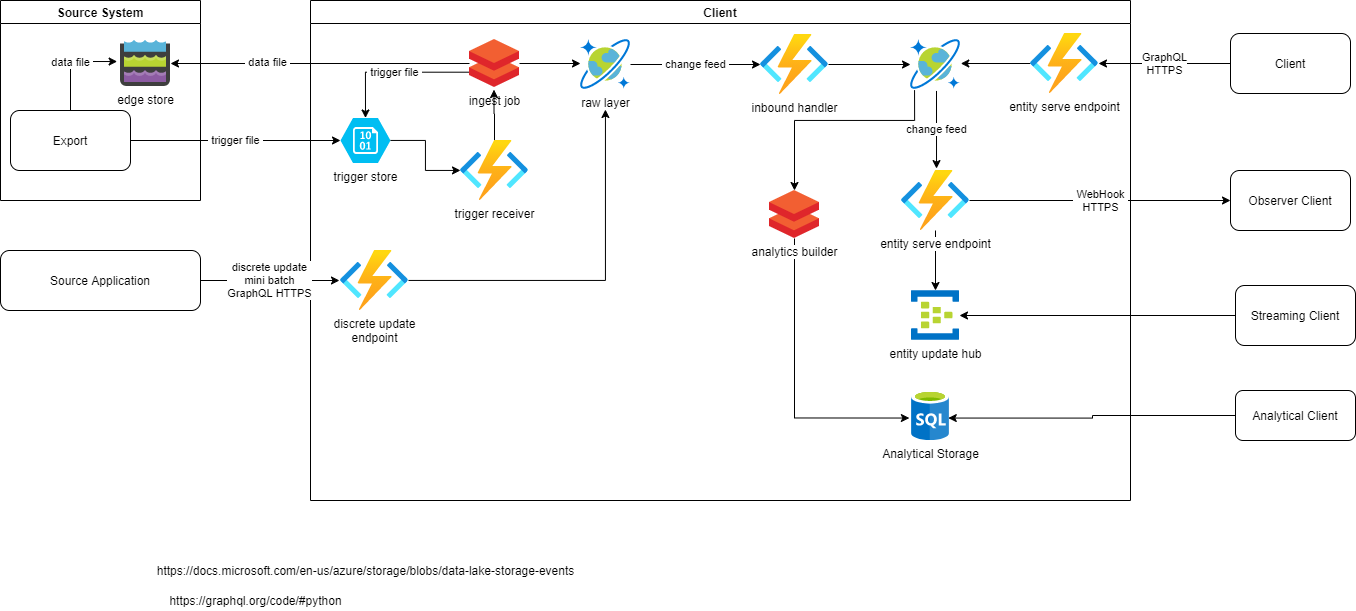 Source System
Client
data file
edge store
data file
trigger file
ingest job
raw layer
change feed
inbound handler
entity serve endpoint
GraphQL
HTTPS
Client
Export
trigger file
10
01
trigger store
trigger receiver
change feed
analytics builder
entity serve endpoint
WebHook
HTTPS
Observer Client
Source Application
discrete update
mini batch
GraphQL HTTPS
discrete update
endpoint
entity update hub
Streaming Client
SQL
Analytical Storage
Analytical Client
https://docs.microsoft.com/en-us/azure/storage/blobs/data-lake-storage-events
https://graphql.org/code/#python